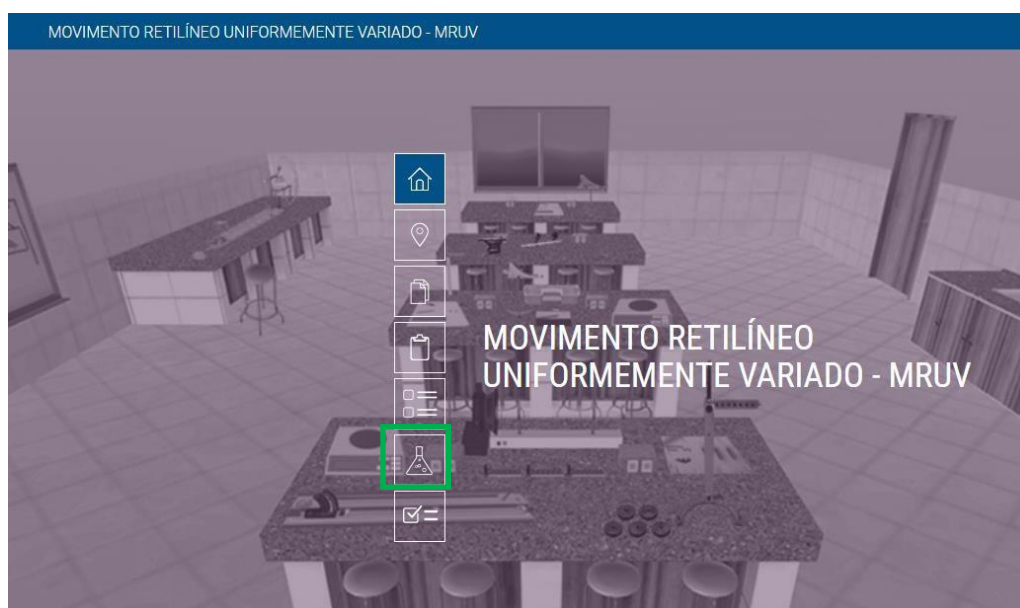 MOVIMENTO RETILÍNEO UNIFORMEMENTE VARIADO - MRUV
MOVIMENTO RETILÍNEO
UNIFORMEMENTE VARIADO - MRUV